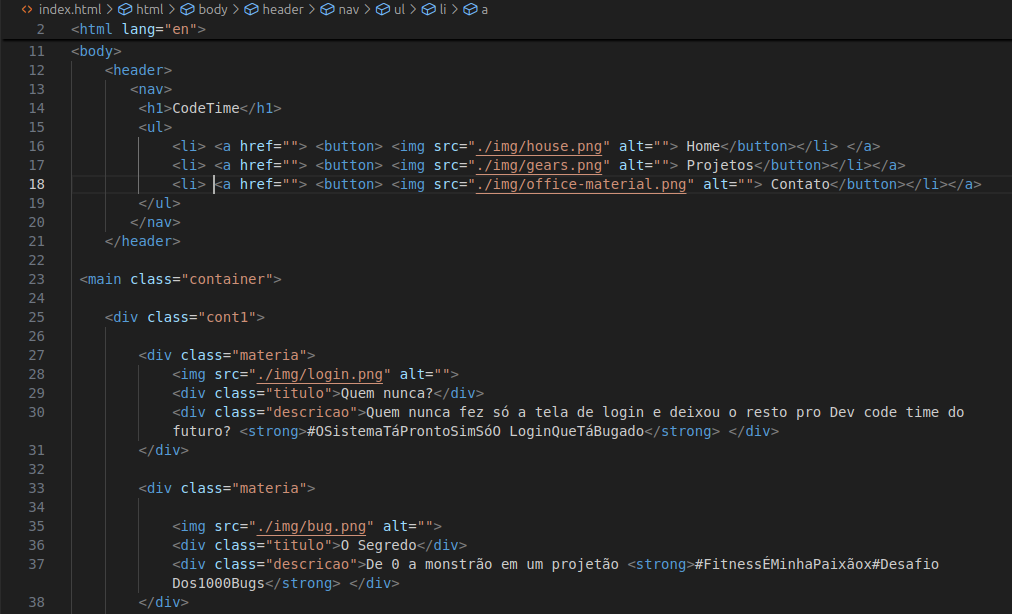 index.html > html > body > header > nav > ul > li > a
2 <html lang="en">
11 <body>
12 <header>
13 <nav>
14 <h1>CodeTime</h1>
15 <ul>
16 <li> <a href=""> <button> <img src="./img/house.png" alt=""> Home</button></li> </a>
17 <li> <a href=""> <button> <img src="./img/gears.png" alt=""> Projetos</button></li></a>
18 <li> <a href=""> <button> <img src="./img/office-material.png" alt=""> Contato</button></li></a>
19 </ul>
20 </nav>
21 </header>
22
23 <main class="container">
24
25 <div class="cont1">
26
27 <div class="materia">
28 <img src="./img/login.png" alt="">
29 <div class="titulo">Quem nunca?</div>
30 <div class="descricao">Quem nunca fez só a tela de login e deixou o resto pro Dev code time do
futuro? <strong>#OSistemaTáProntoSimSóO LoginQueTáBugado</strong> </div>
31 </div>
32
33 <div class="materia">
34
35 <img src="./img/bug.png" alt="">
36 <div class="titulo">O Segredo</div>
37 <div class="descricao">De 0 a monstrão em um projetão <strong>#FitnessÉMinhaPaixãox#Desafio
Dos1000Bugs</strong> </div>
38 </div>